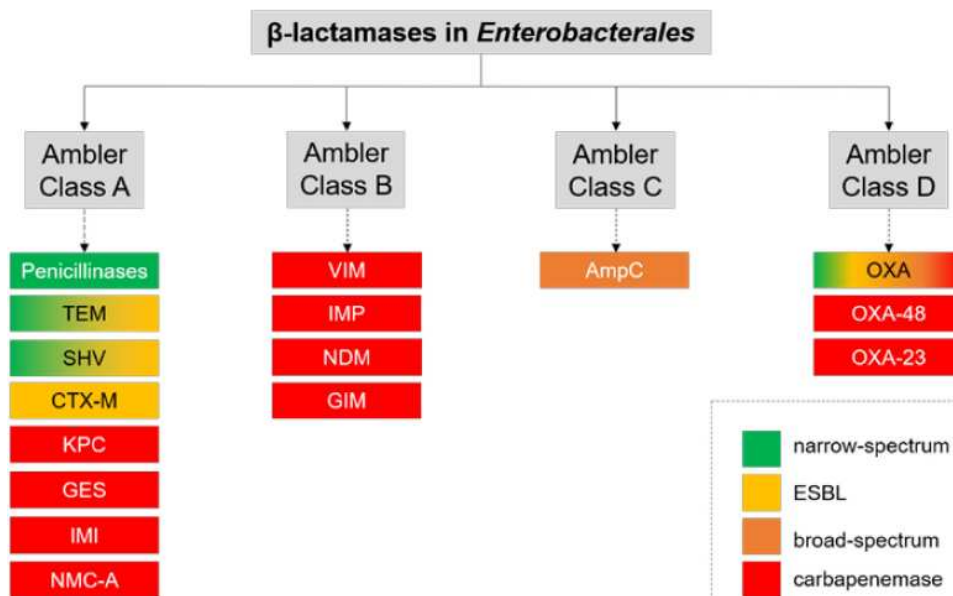 β-lactamases in Enterobacterales
Ambler
Class A
Ambler
Class B
Ambler
Class C
Ambler
Class D
Penicillinases
TEM
SHV
CTX-M
KPC
GES
IMI
NMC-A
VIM
IMP
NDM
GIM
AmpC
OXA
OXA-48
OXA-23
narrow-spectrum
ESBL
broad-spectrum
carbapenemase